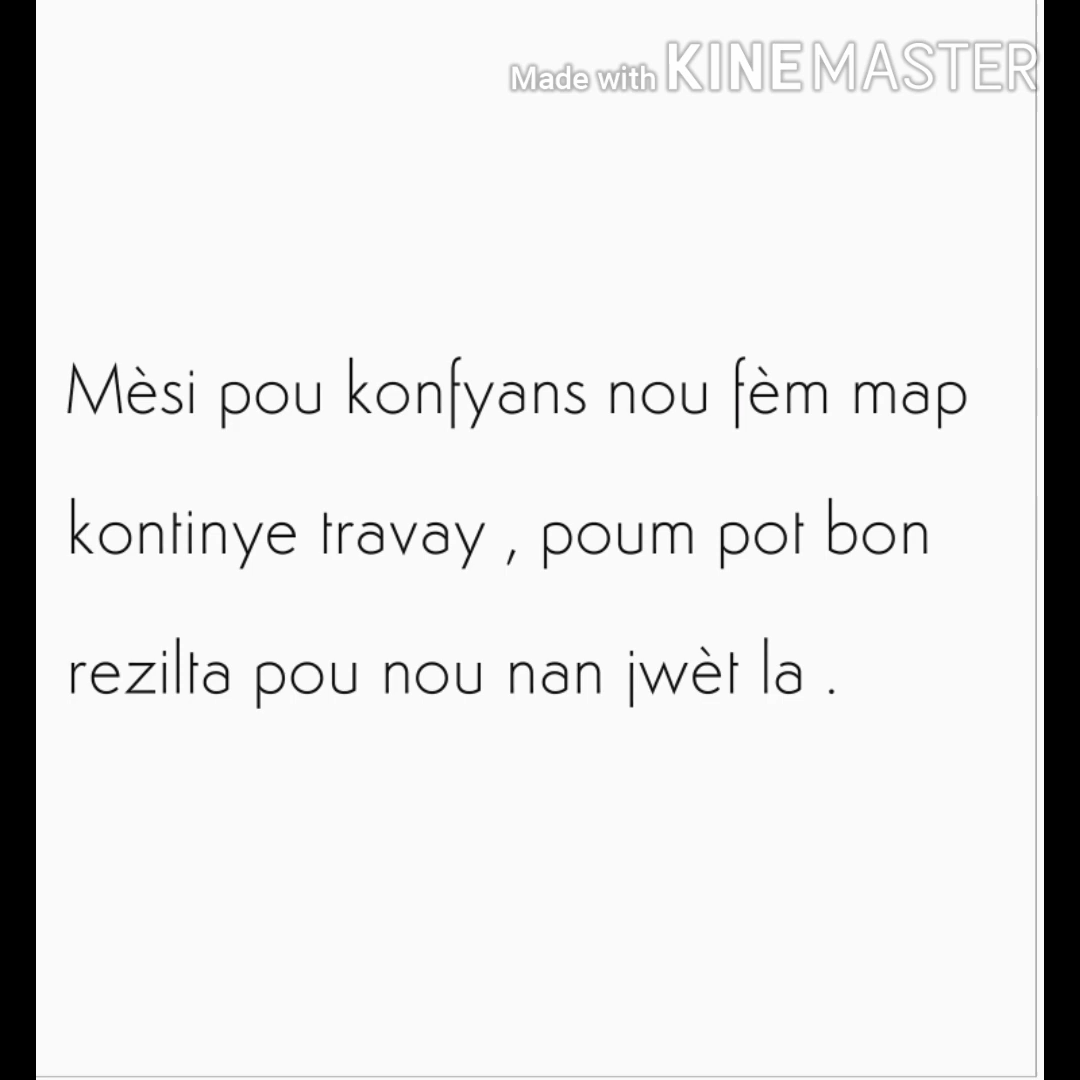 Made with KINEMASTER
Mèsi pou konfyans nou fèm map
kontinye travay , poum pot bon
rezilta pou nou nan jwèt la .